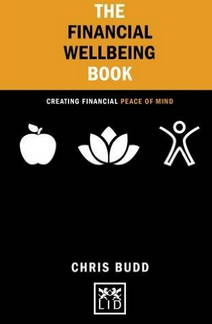 THE
FINANCIAL
WELLBEING
BOOK
CREATING FINANCIAL PEACE OF MIND
CHRIS BUDD
LID